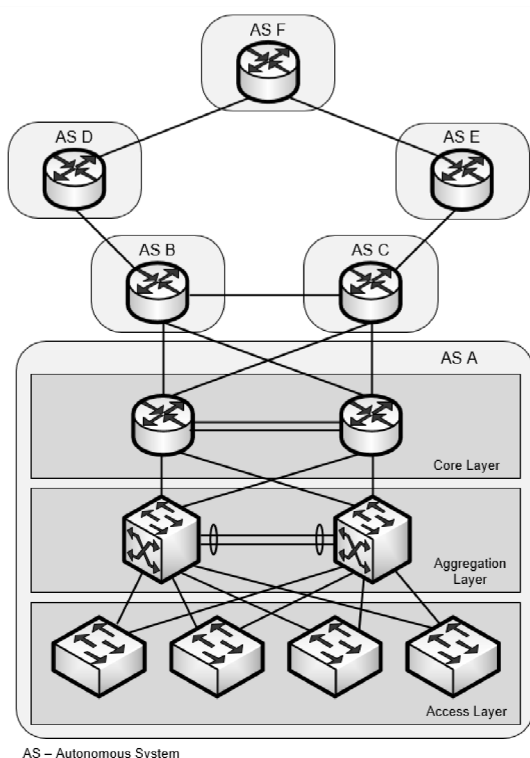 AS F
AS D
AS E
AS B
AS C
AS A
Core Layer
Aggregation
Layer
Access Layer
AS – Autonomous System